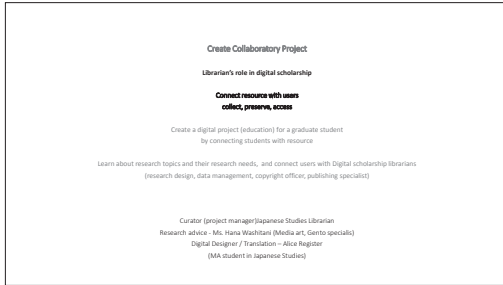 Create Collaboratory Project
Librarian's role in digital scholarship
Connect resource with users
collect, preserve, access
Create a digital project (education) for a graduate student
by connecting students with resource
Learn about research topics and their research needs,  and connect users with Digital scholarship librarians
(research design, data management, copyright officer, publishing specialist)
Curator (project manager)Japanese Studies Librarian
Research advice - Ms. Hana Washitani (Media art, Gento specialis)
Digital Designer / Translation – Alice Register
(MA student in Japanese Studies)